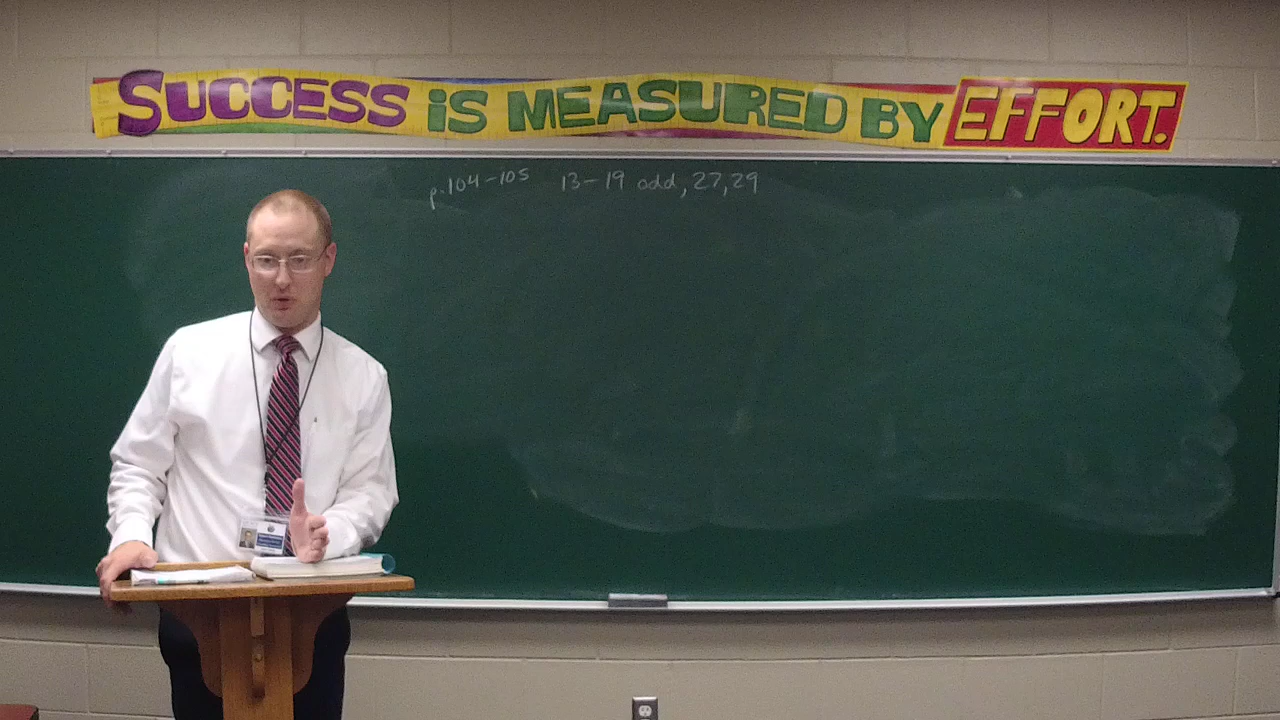 SUCCESS iS MEASURED BY EFFORT.
p.104-105 13-19 odd, 27, 29